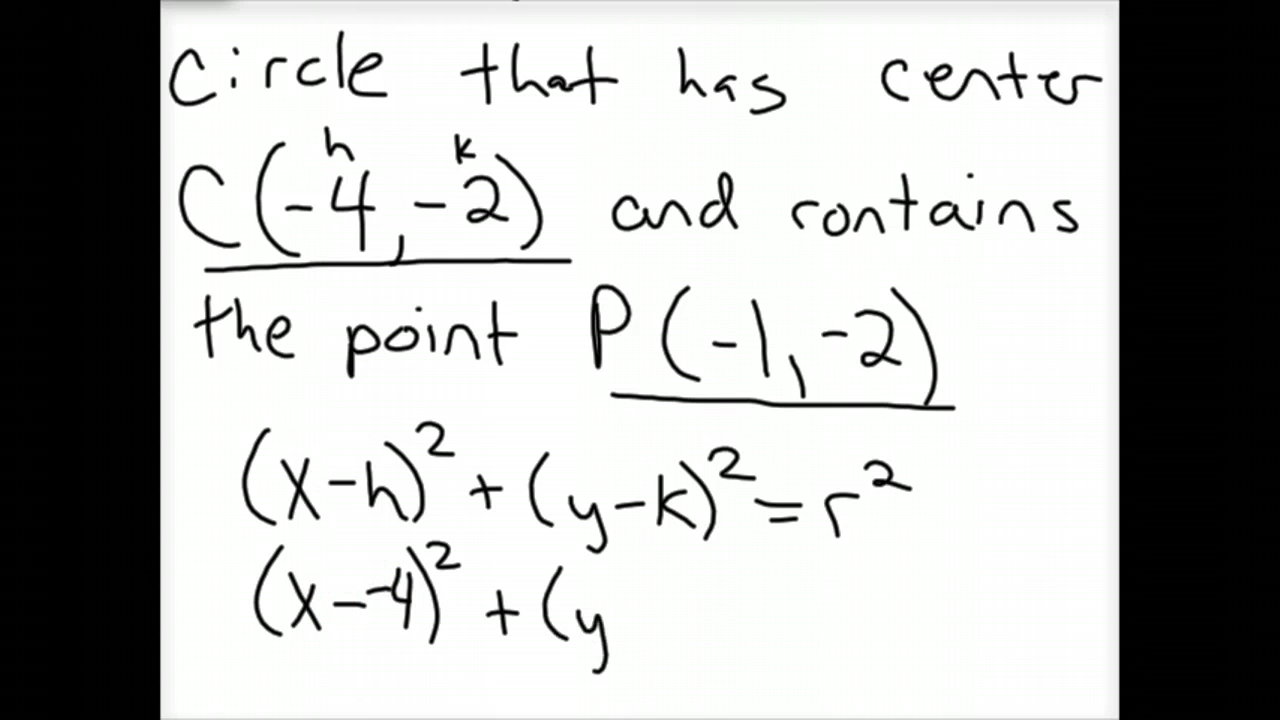 circle that has center
h k
C(-4,-2) and contains
the point P(-1,-2)
(x-h)² + (y-k)² = r²
(x--4)² + (y